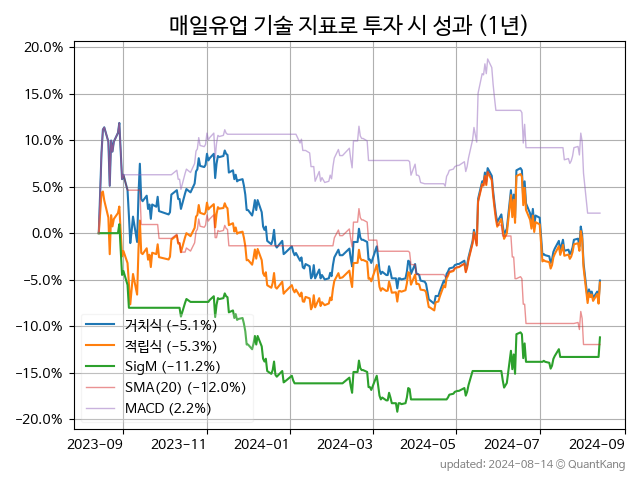 매일유업 기술 지표로 투자 시 성과 (1년)
20.0%
15.0%
10.0%
5.0%
0.0%
−5.0%
−10.0%
−15.0%
−20.0%
거치식 (−5.1%)
적립식 (−5.3%)
SigM (−11.2%)
SMA(20) (−12.0%)
MACD (2.2%)
2023−09 2023−11 2024−01 2024−03 2024−05 2024−07 2024−09
updated: 2024-08-14 © QuantKang